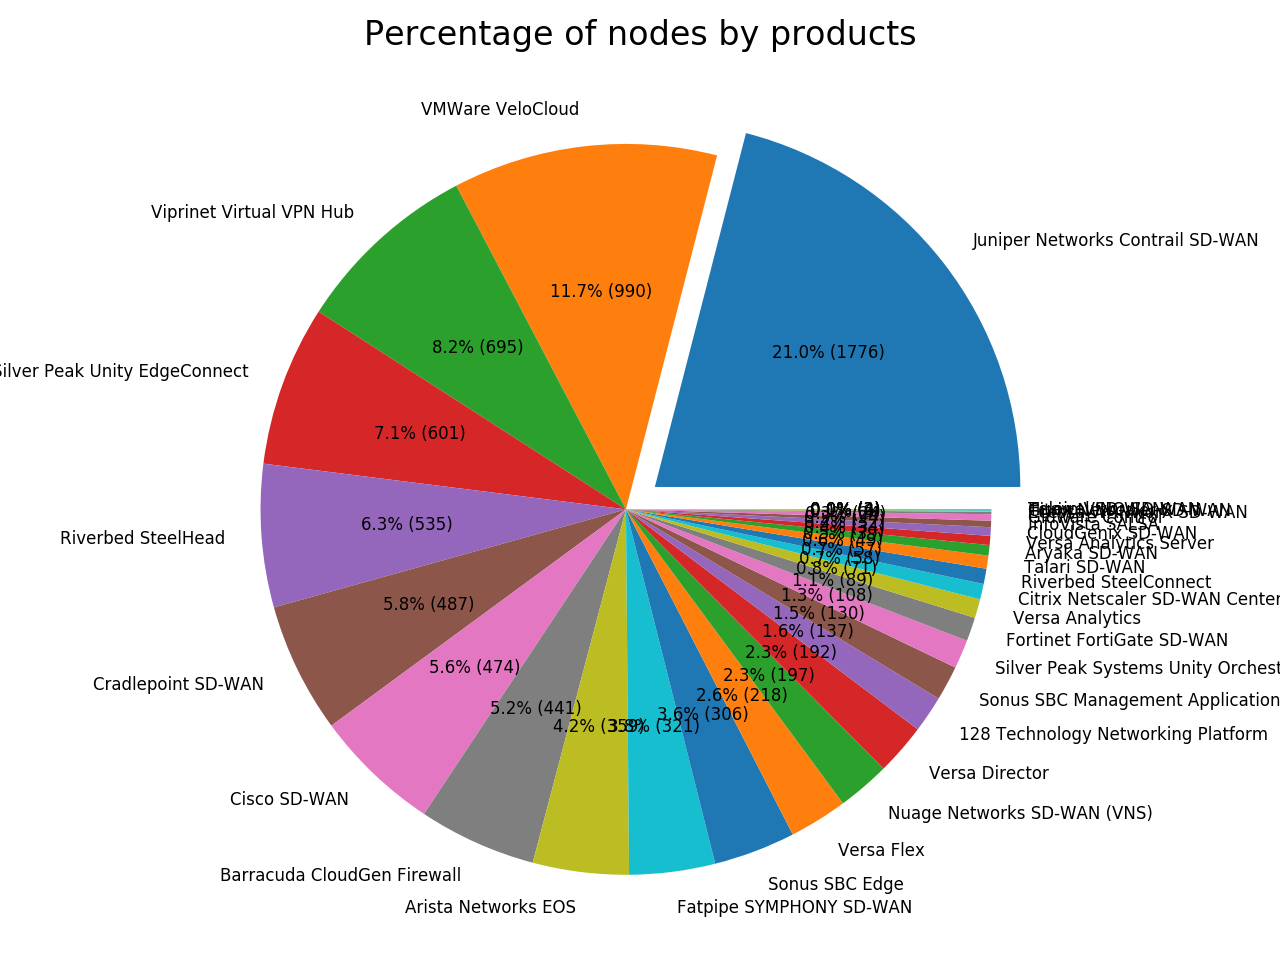 Percentage of nodes by products
VMWare VeloCloud
Viprinet Virtual VPN Hub
Juniper Networks Contrail SD-WAN
11.7% (990)
8.2% (695)
21.0% (1776)
Silver Peak Unity EdgeConnect
7.1% (601)
6.3% (535)
Riverbed SteelHead
CloudGenix SD-WAN
Versa Analytics Server
Aryaka SD-WAN
Talari SD-WAN
0.8% (71)
Riverbed SteelConnect
1.1% (89)
Citrix Netscaler SD-WAN Center
1.3% (108)
5.8% (487)
1.5% (130)
Versa Analytics
1.6% (137)
Fortinet FortiGate SD-WAN
2.3% (192)
5.6% (474)
Silver Peak Systems Unity Orchest
2.3% (197)
Cradlepoint SD-WAN
2.6% (218)
Sonus SBC Management Application
5.2% (441)
3.6% (306)
4.2% (359)
3.8% (321)
128 Technology Networking Platform
Versa Director
Cisco SD-WAN
Nuage Networks SD-WAN (VNS)
Versa Flex
Barracuda CloudGen Firewall
Sonus SBC Edge
Arista Networks EOS
Fatpipe SYMPHONY SD-WAN